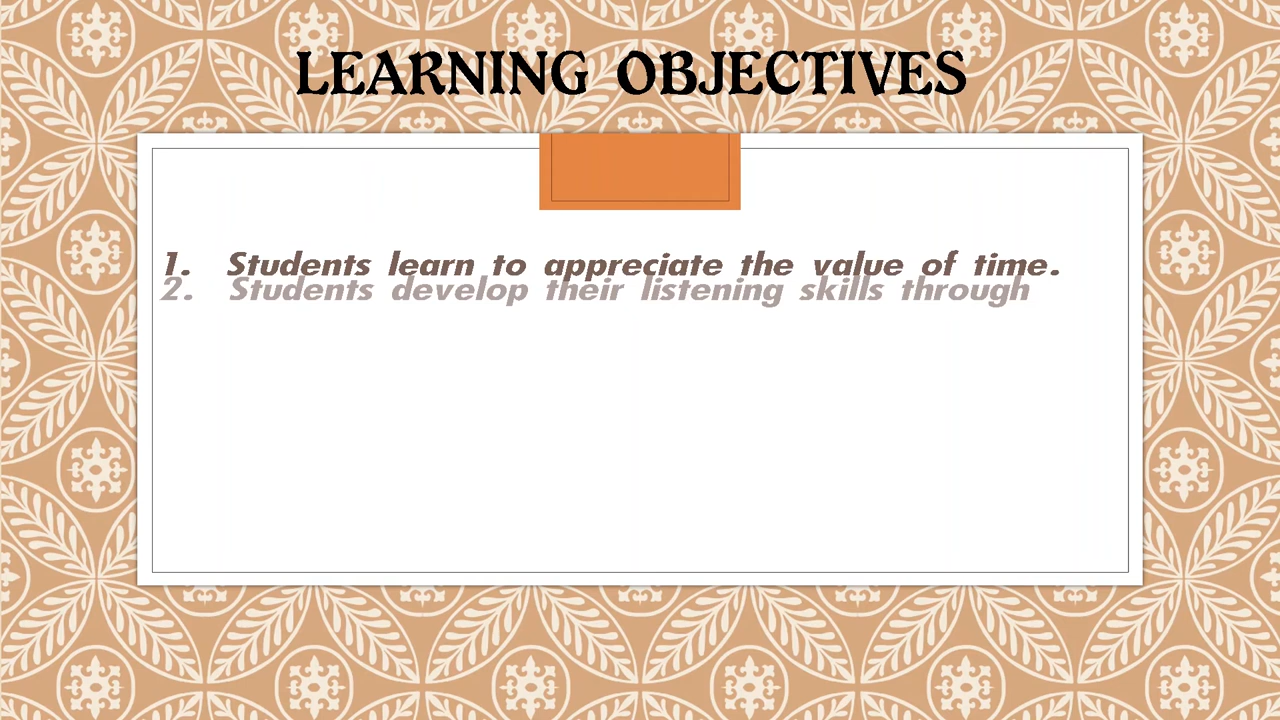 LEARNING OBJECTIVES
1. Students learn to appreciate the value of time.
2. Students develop their listening skills through